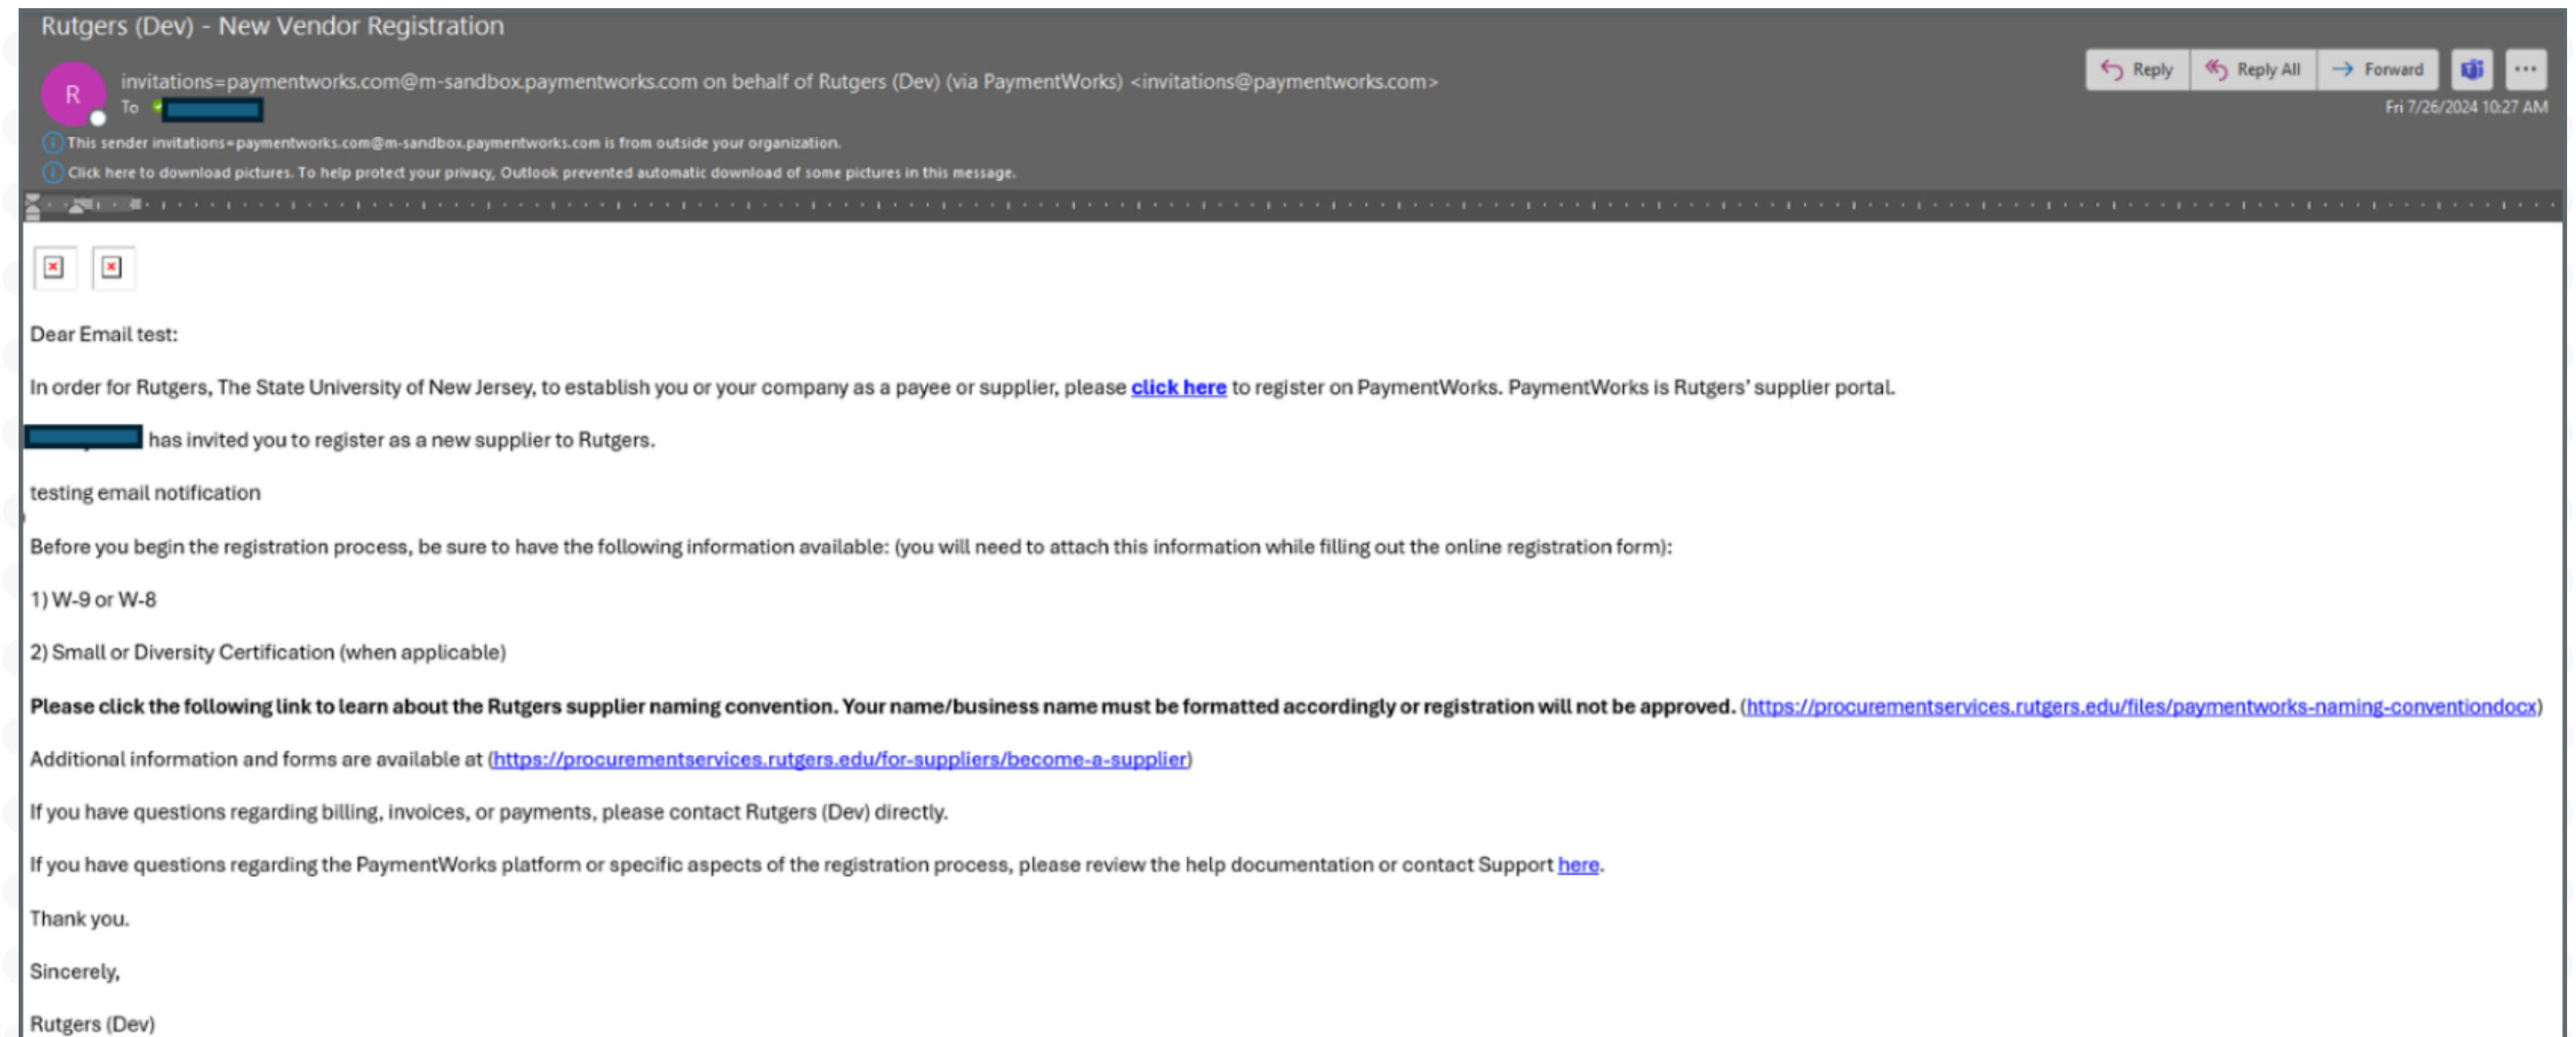 Rutgers (Dev) - New Vendor Registration
R
invitations=paymentworks.com@m-sandbox.paymentworks.com on behalf of Rutgers (Dev) (via PaymentWorks) <invitations@paymentworks.com>
Reply Reply All Forward
To
Fri 7/26/2024 10:27 AM
This sender invitations=paymentworks.com@m-sandbox.paymentworks.com is from outside your organization.
Click here to download pictures. To help protect your privacy, Outlook prevented automatic download of some pictures in this message.
Dear Email test:
In order for Rutgers, The State University of New Jersey, to establish you or your company as a payee or supplier, please click here to register on PaymentWorks. PaymentWorks is Rutgers’ supplier portal.
has invited you to register as a new supplier to Rutgers.
testing email notification
Before you begin the registration process, be sure to have the following information available: (you will need to attach this information while filling out the online registration form):
1) W-9 or W-8
2) Small or Diversity Certification (when applicable)
Please click the following link to learn about the Rutgers supplier naming convention. Your name/business name must be formatted accordingly or registration will not be approved. (https://procurementservices.rutgers.edu/files/paymentworks-naming-conventiondocx)
Additional information and forms are available at (https://procurementservices.rutgers.edu/for-suppliers/become-a-supplier)
If you have questions regarding billing, invoices, or payments, please contact Rutgers (Dev) directly.
If you have questions regarding the PaymentWorks platform or specific aspects of the registration process, please review the help documentation or contact Support here.
Thank you.
Sincerely,
Rutgers (Dev)